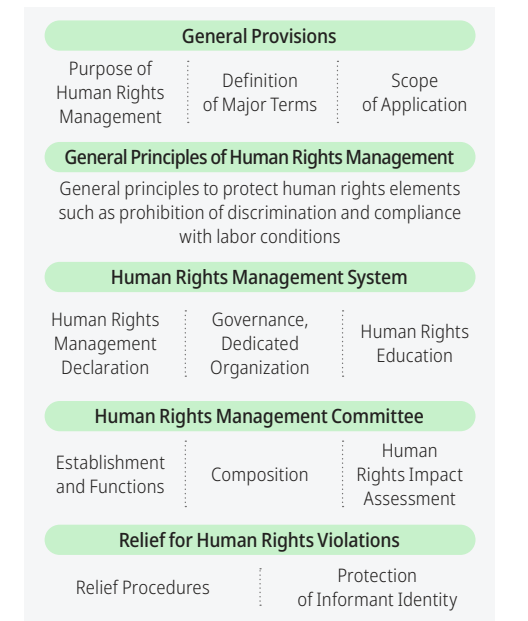 General Provisions
Purpose of
Human Rights
Management
Definition
of Major Terms
Scope
of Application
General Principles of Human Rights Management
General principles to protect human rights elements
such as prohibition of discrimination and compliance
with labor conditions
Human Rights Management System
Human Rights
Management
Declaration
Governance,
Dedicated
Organization
Human Rights
Education
Human Rights Management Committee
Establishment
and Functions
Composition
Human
Rights Impact
Assessment
Relief for Human Rights Violations
Relief Procedures
Protection
of Informant Identity